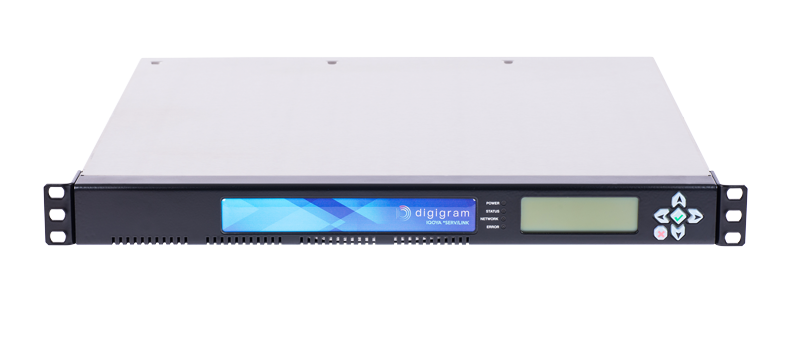 digigram
IQOYA *SERV/LINK
POWER
STATUS
NETWORK
ERROR